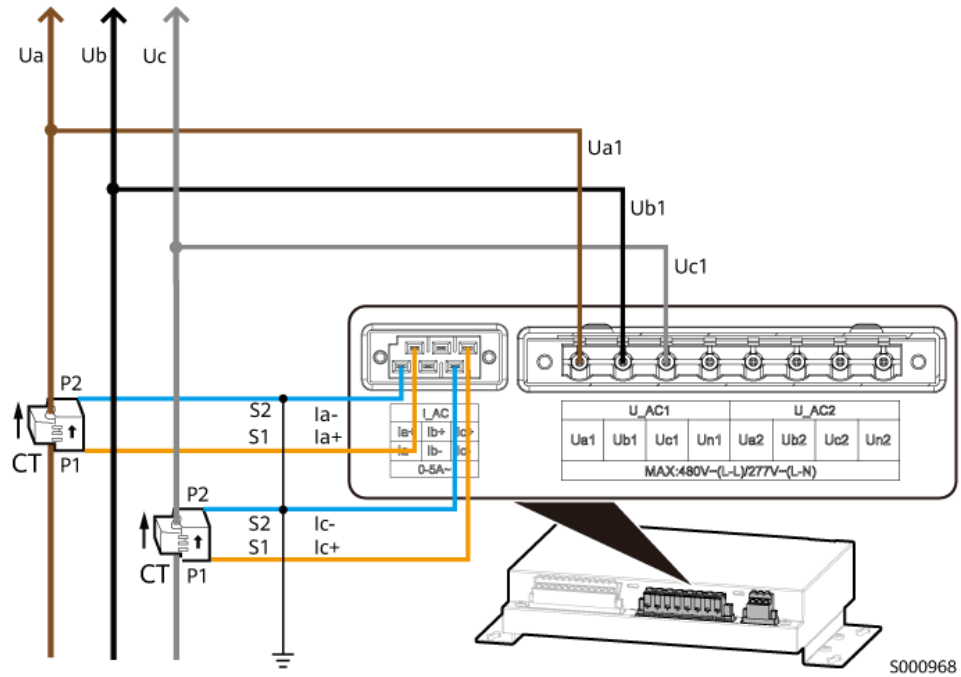 Ua Ub Uc
Ua1
Ub1
Uc1
P2
S2 Ia-
S1 Ia+
CT P1
P2
S2 Ic-
S1 Ic+
CT P1
I_AC
Ia+ Ib+ Ic+
Ia- Ib- Ic-
0-5A~
U_AC1 U_AC2
Ua1 Ub1 Uc1 Un1 Ua2 Ub2 Uc2 Un2
MAX:480V~(L-L)/277V~(L-N)
S000968